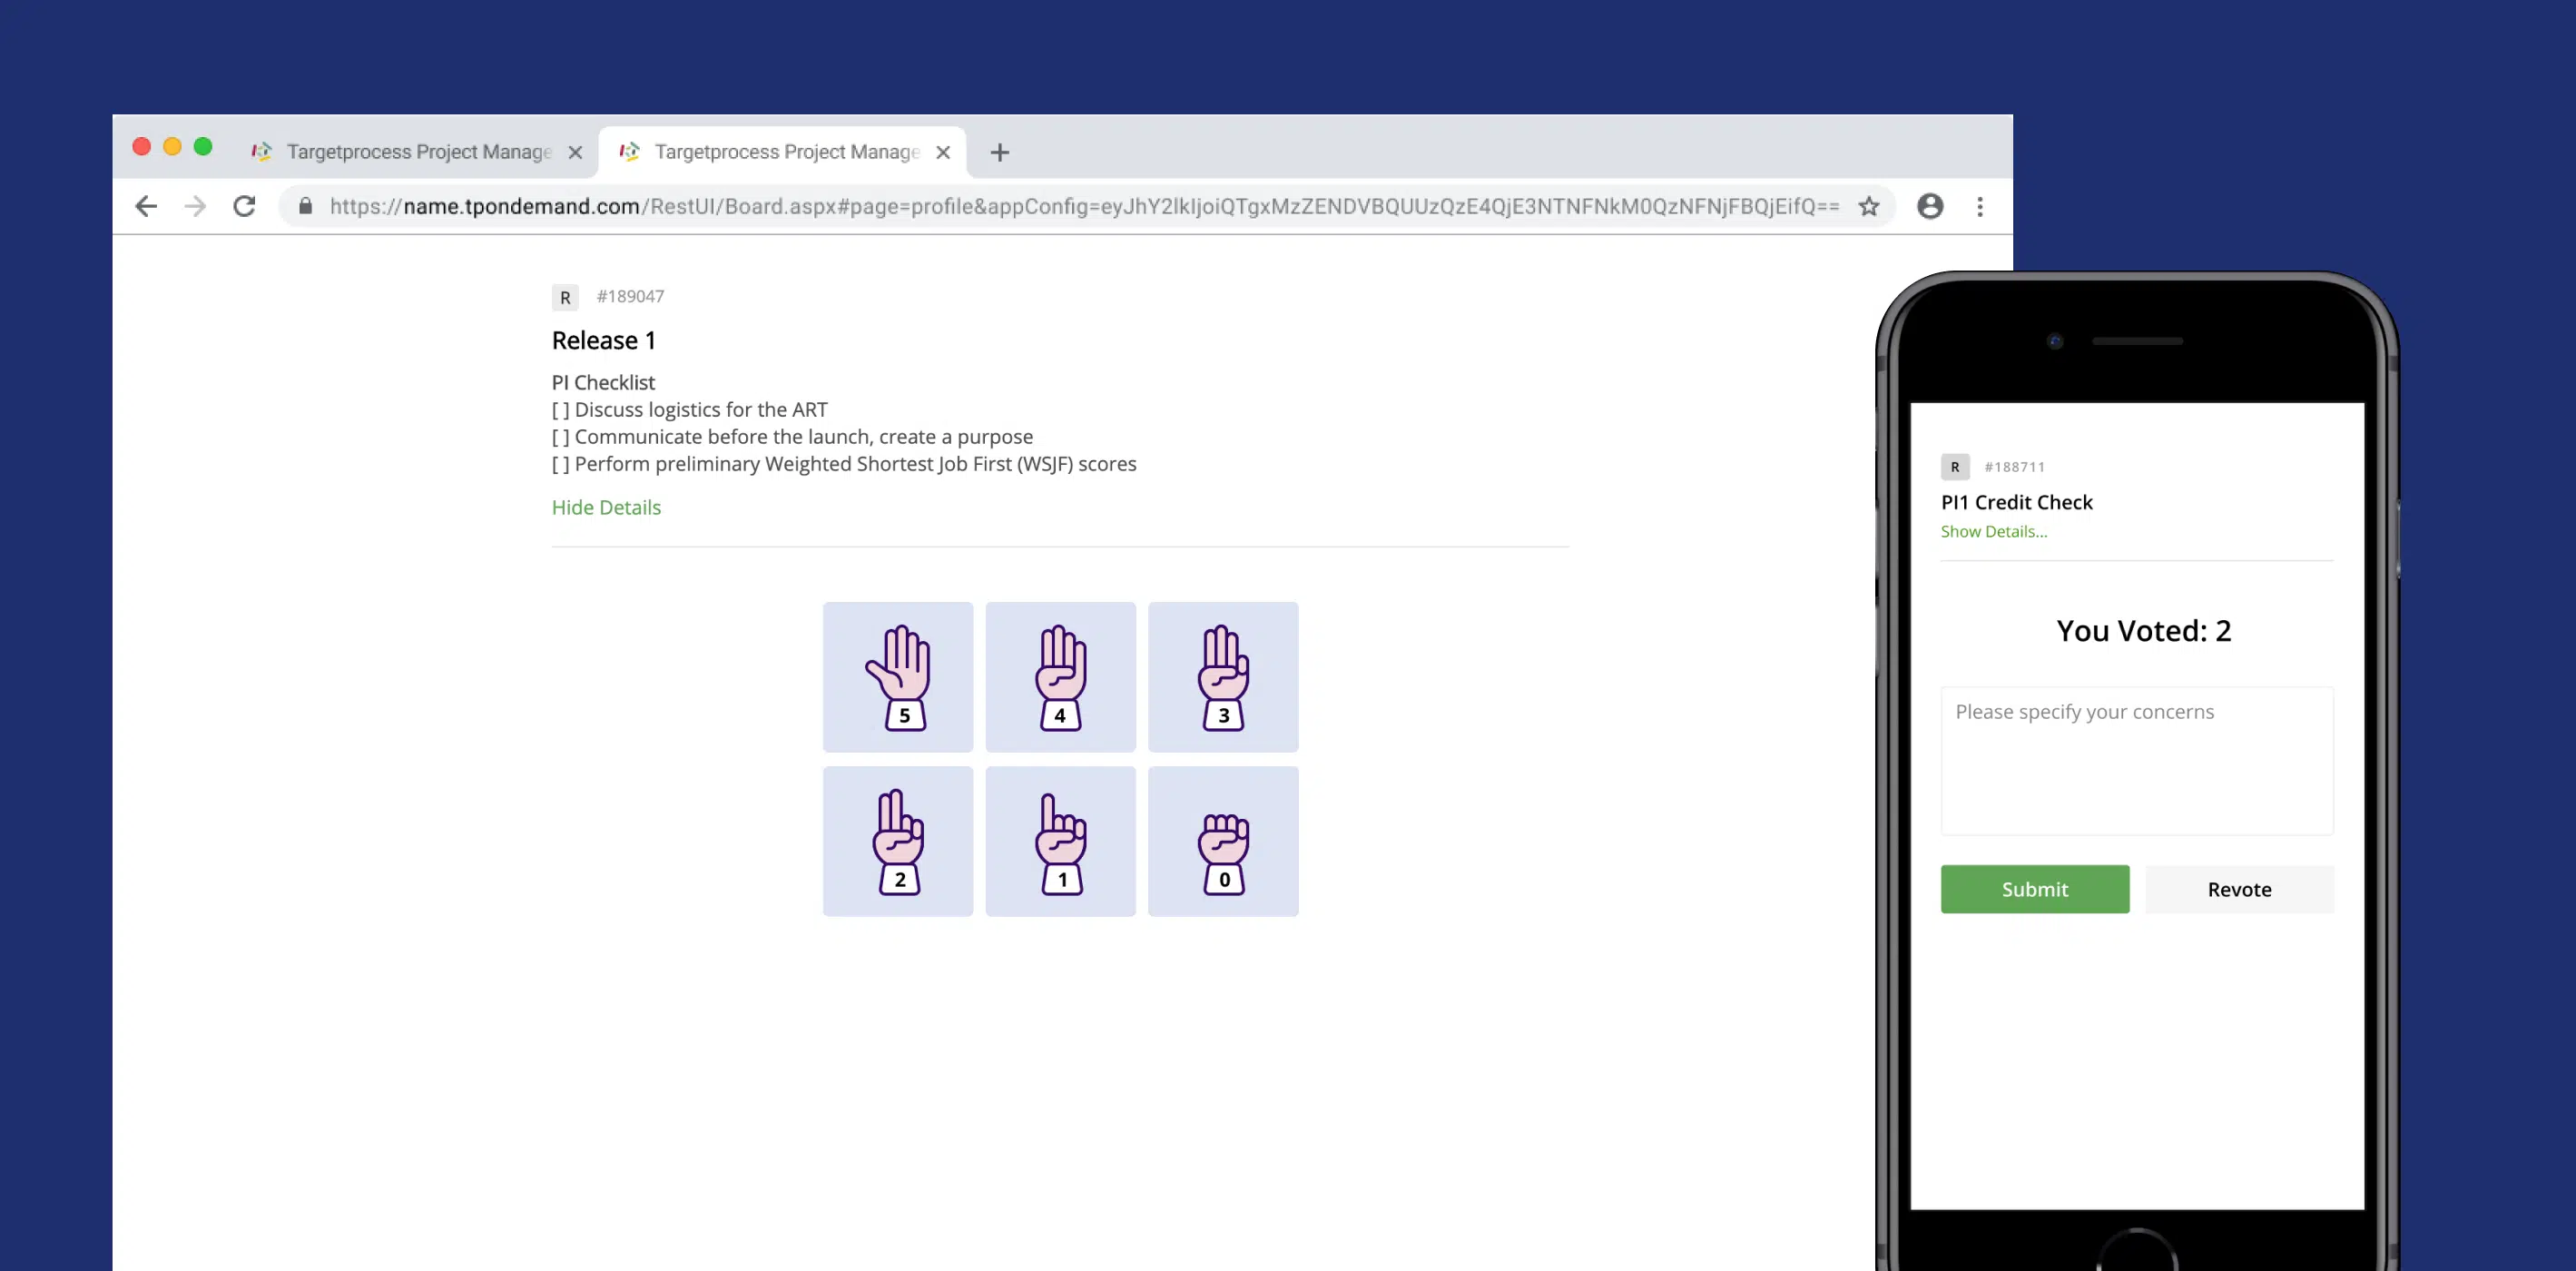 Targetprocess Project Manage
Targetprocess Project Manage
https://name.tpondemand.com/RestUI/Board.aspx#page=profile&appConfig=eyJhY2lkIjoiQTgxMzZENDVBQUUzQzE4QjE3NTNFNkM0QzNFNjFBQjEifQ==
R #189047
Release 1
PI Checklist
[ ] Discuss logistics for the ART
[ ] Communicate before the launch, create a purpose
[ ] Perform preliminary Weighted Shortest Job First (WSJF) scores
Hide Details
5 4 3
2 1 0
R #188711
PI1 Credit Check
Show Details...
You Voted: 2
Please specify your concerns
Submit Revote